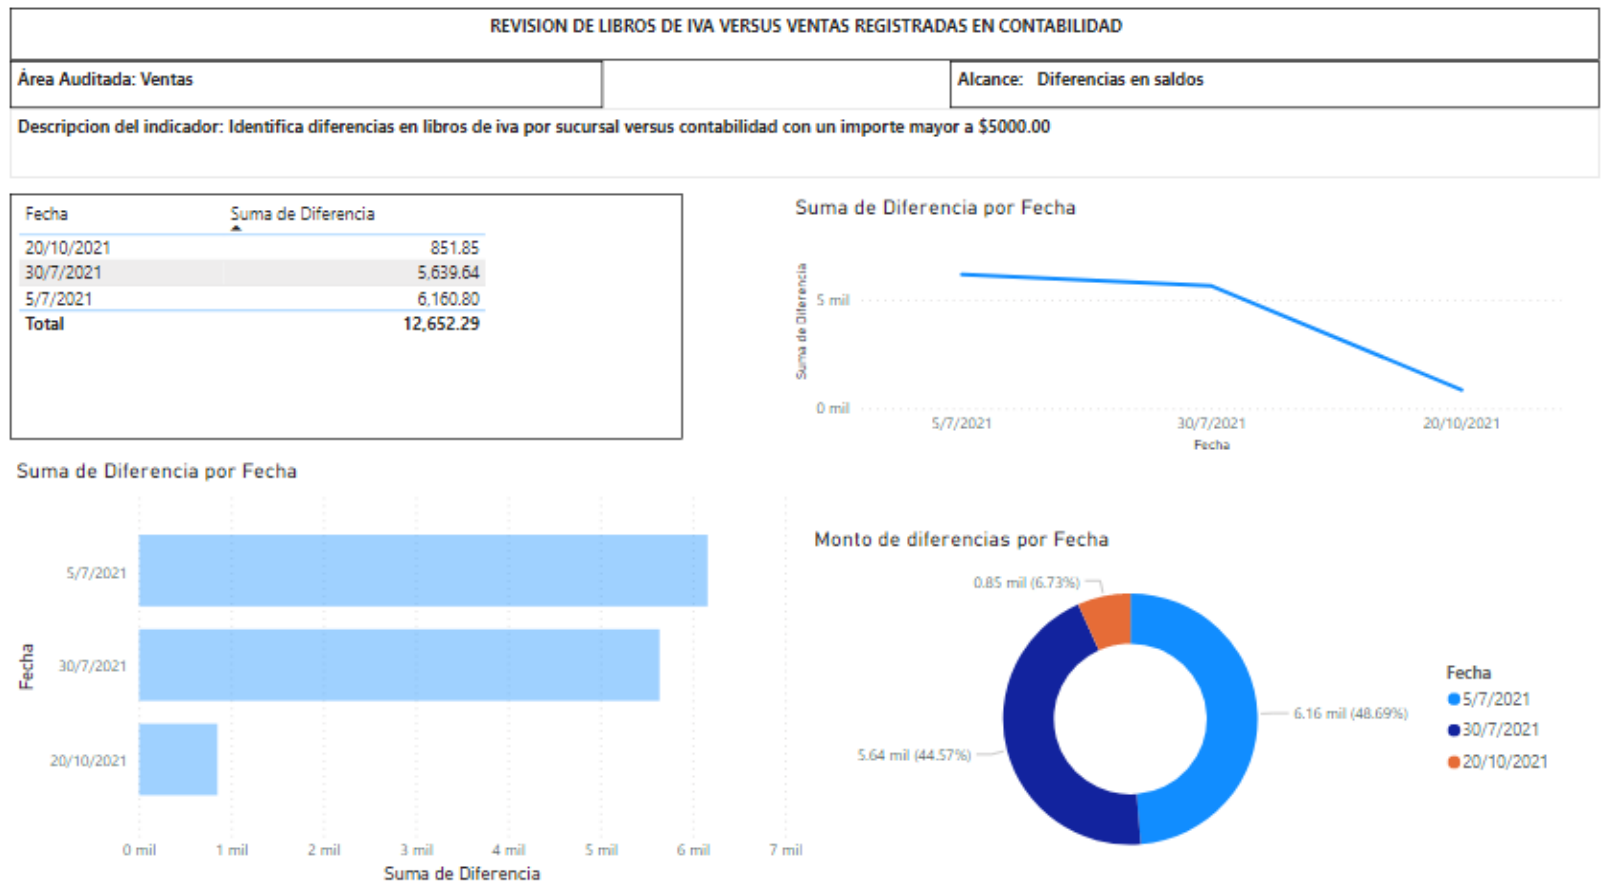 REVISION DE LIBROS DE IVA VERSUS VENTAS REGISTRADAS EN CONTABILIDAD
Área Auditada: Ventas
Alcance: Diferencias en saldos
Descripcion del indicador: Identifica diferencias en libros de iva por sucursal versus contabilidad con un importe mayor a $5000.00
Fecha Suma de Diferencia
20/10/2021 851.85
30/7/2021 5,639.64
5/7/2021 6,160.80
Total 12,652.29
Suma de Diferencia por Fecha
Suma de Diferencia
5 mil
0 mil
5/7/2021 30/7/2021 20/10/2021
Fecha
Suma de Diferencia por Fecha
Fecha
5/7/2021
30/7/2021
20/10/2021
0 mil 1 mil 2 mil 3 mil 4 mil 5 mil 6 mil 7 mil
Suma de Diferencia
Monto de diferencias por Fecha
0.85 mil (6.73%)
6.16 mil (48.69%)
5.64 mil (44.57%)
Fecha
5/7/2021
30/7/2021
20/10/2021